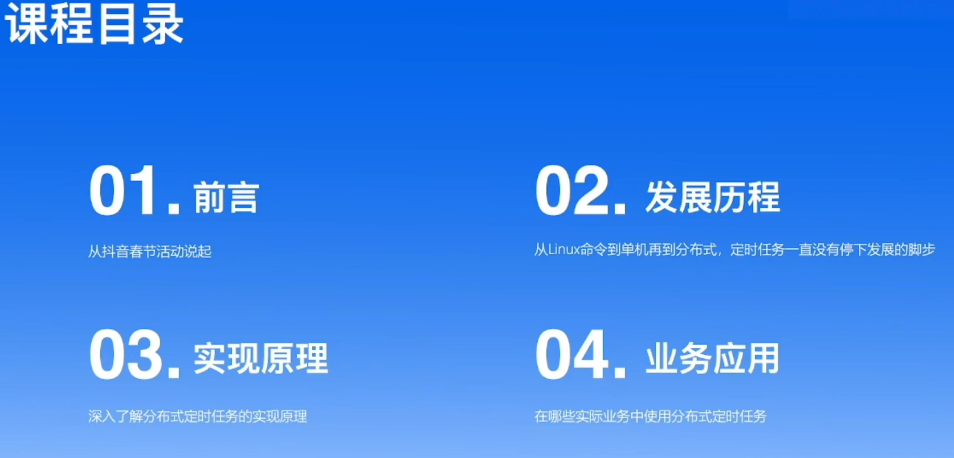 课程目录
01. 前言
从抖音春节活动说起
02. 发展历程
从Linux命令到单机再到分布式，定时任务一直没有停下发展的脚步
03. 实现原理
深入了解分布式定时任务的实现原理
04. 业务应用
在哪些实际业务中使用分布式定时任务